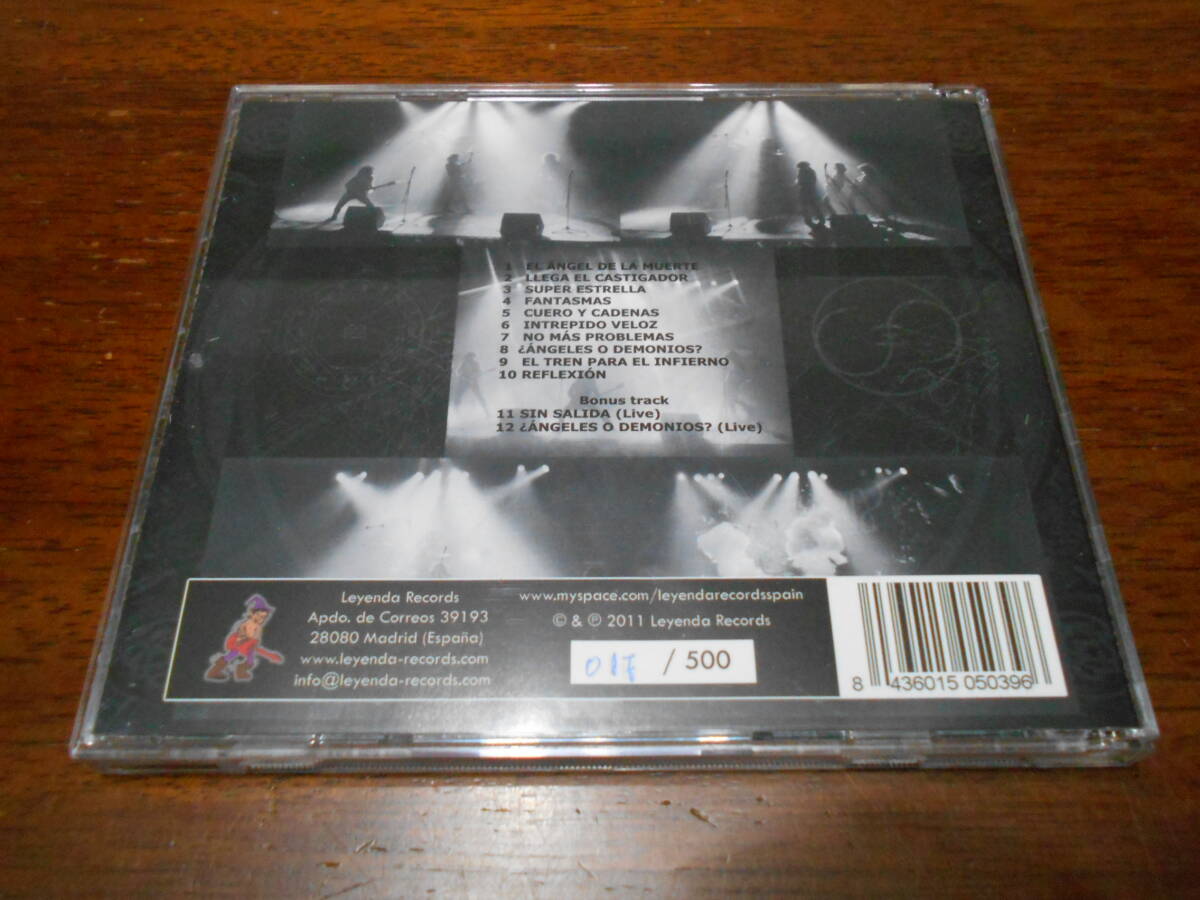 1 EL ÁNGEL DE LA MUERTE
2 LLEGA EL CASTIGADOR
3 SUPER ESTRELLA
4 FANTASMAS
5 CUERO Y CADENAS
6 INTREPIDO VELOZ
7 NO MÁS PROBLEMAS
8 ¿ÁNGELES O DEMONIOS?
9 EL TREN PARA EL INFIERNO
10 REFLEXIÓN
Bonus track
11 SIN SALIDA (Live)
12 ¿ÁNGELES O DEMONIOS? (Live)
Leyenda Records
Apdo. de Correos 39193
28080 Madrid (España)
www.leyenda-records.com
info@leyenda-records.com
www.myspace.com/leyendarecordsspain
© & ℗ 2011 Leyenda Records
017 / 500
8 436015 050396